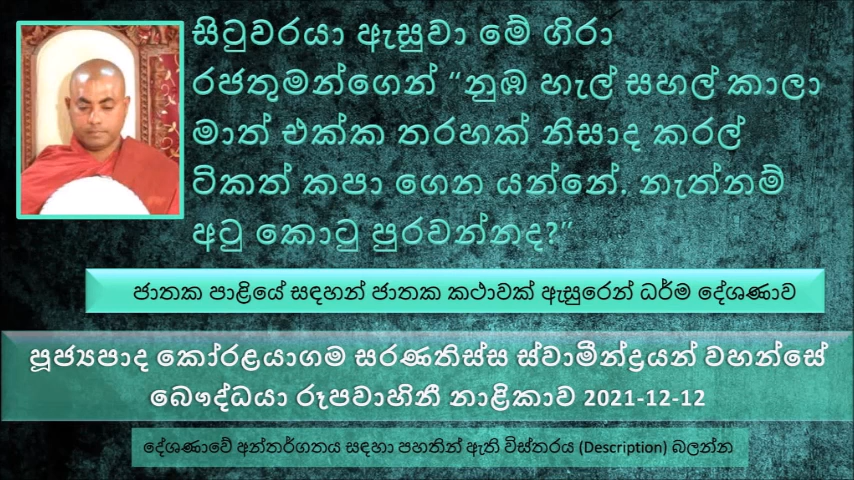 සිටුවරයා ඇසුවා මේ ගිරා
රජතුමන්ගෙන් “නුඹ හැල් සහල් කාලා
මාත් එක්ක තරහක් නිසාද කරල්
ටිකත් කපා ගෙන යන්නේ. නැත්නම්
අටු කොටු පුරවන්නද?”
ජාතක පාළියේ සඳහන් ජාතක කථාවක් ඇසුරෙන් ධර්ම දේශණාව
පූජ්‍යපාද කෝරළයාගම සරණතිස්ස ස්වාමීන්ද්‍රයන් වහන්සේ
බෞද්ධයා රූපවාහිනී නාළිකාව 2021-12-12
දේශණාවේ අන්තර්ගතය සඳහා පහතින් ඇති විස්තරය (Description) බලන්න